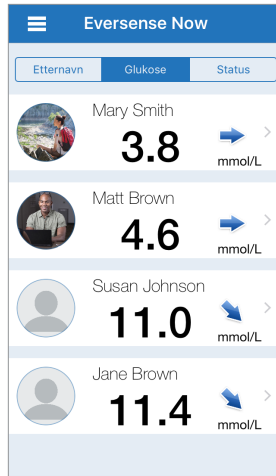 Eversense Now
Etternavn Glukose Status
Mary Smith
3.8
mmol/L
Matt Brown
4.6
mmol/L
Susan Johnson
11.0
mmol/L
Jane Brown
11.4
mmol/L